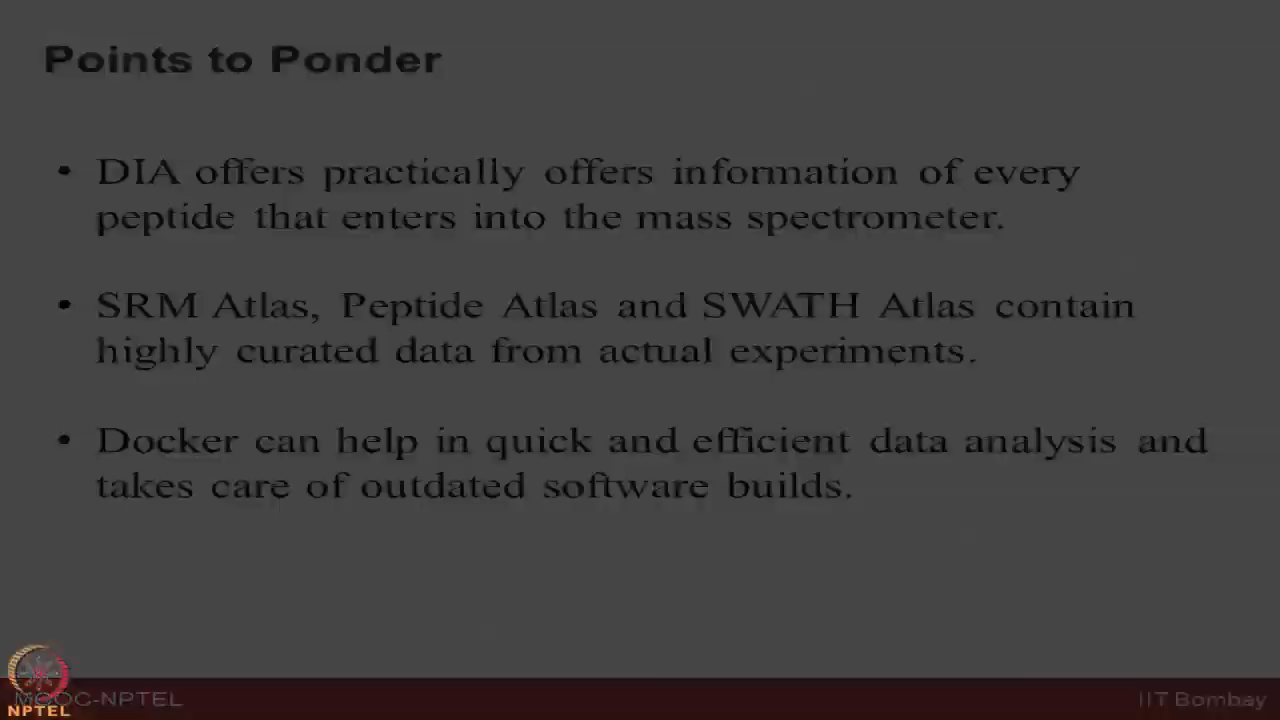 Points to Ponder
• DIA offers practically offers information of every
peptide that enters into the mass spectrometer.
• SRM Atlas, Peptide Atlas and SWATH Atlas contain
highly curated data from actual experiments.
• Docker can help in quick and efficient data analysis and
takes care of outdated software builds.
MOOC-NPTEL
NPTEL
IIT Bombay